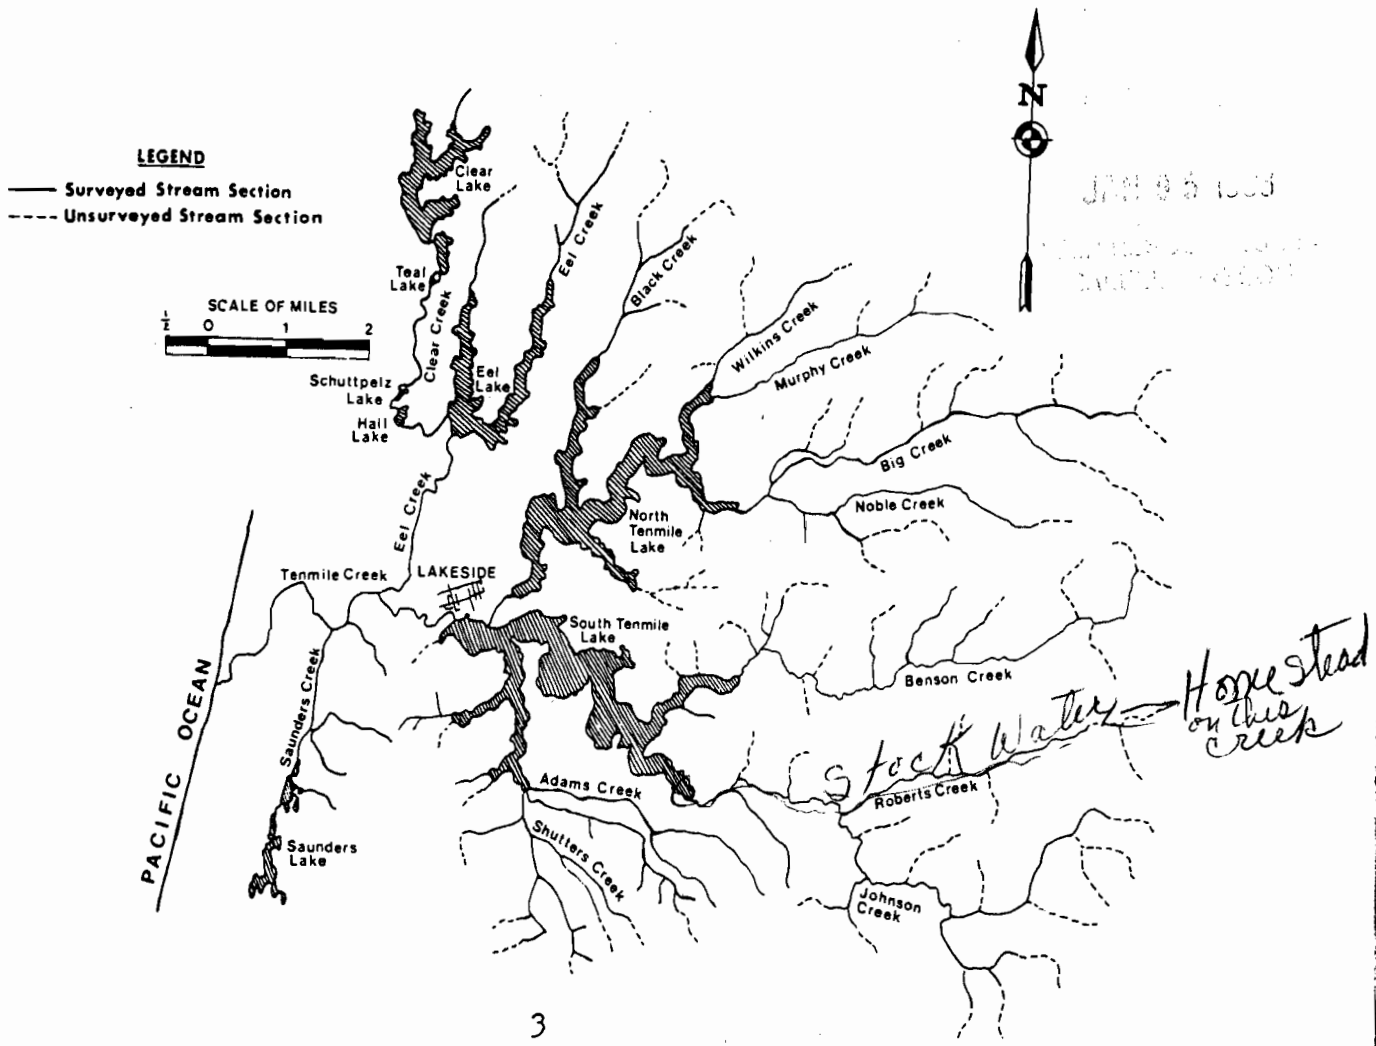 N
LEGEND
Surveyed Stream Section
Unsurveyed Stream Section
SCALE OF MILES
½ 0 1 2
Clear
Lake
Teal
Lake
Clear Creek
Schuttpelz
Lake
Hall
Lake
Eel
Lake
Eel Creek
Black Creek
Wilkins Creek
Murphy Creek
Big Creek
Noble Creek
North
Tenmile
Lake
Eel Creek
Tenmile Creek
LAKESIDE
South Tenmile
Lake
Benson Creek
Stock Water
Homestead
on this
creek
Roberts Creek
PACIFIC OCEAN
Saunders Creek
Saunders
Lake
Adams Creek
Shutters Creek
Johnson
Creek
3